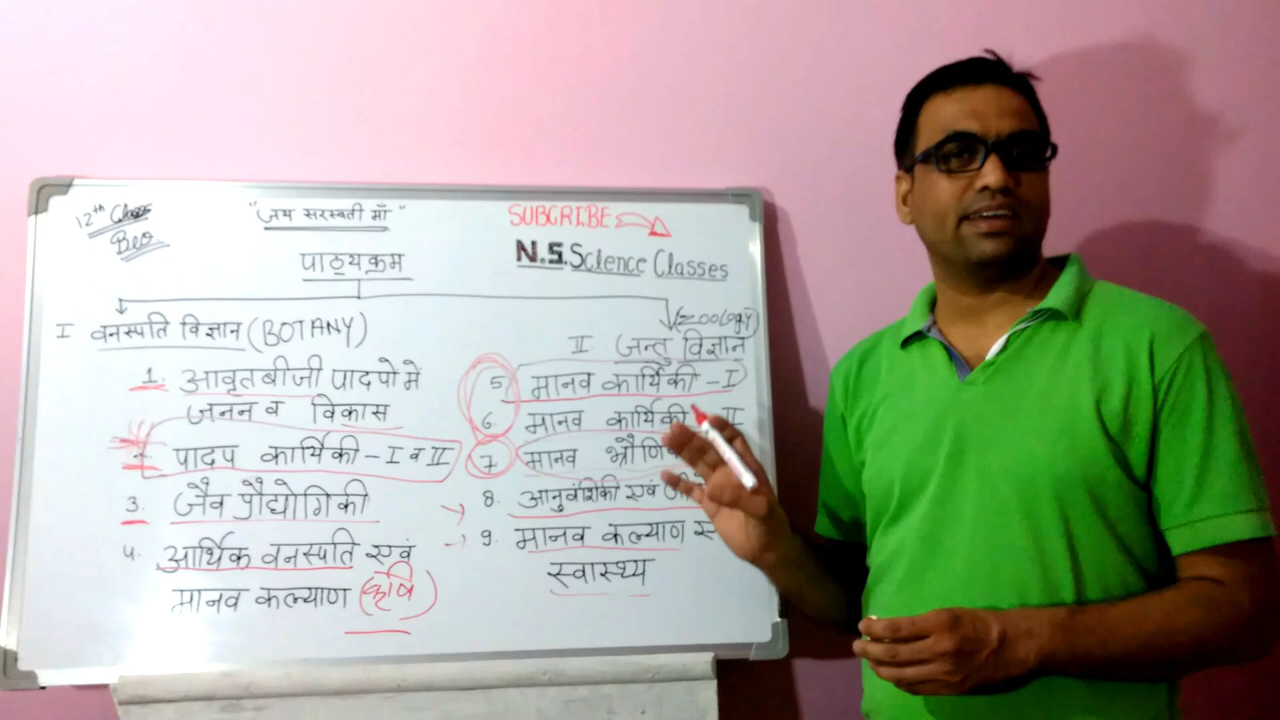 12th Class
Bio.
"जय सरस्वती माँ"
SUBCRIBE
N.S. Science Classes
पाठ्यक्रम
I वनस्पति विज्ञान (BOTANY)
1. आवृतबीजी पादपो में
जनन व विकास
पादप कार्यिकी - I व II
3. जैव प्रौद्योगिकी
4. आर्थिक वनस्पति एवं
मानव कल्याण (कृषि)
(ZOOLOGY)
II जन्तु विज्ञान
5. मानव कार्यिकी - I
6. मानव कार्यिकी II
7 मानव
8. आनुवंशिकी एवं
9. मानव कल्याण
स्वास्थ्य